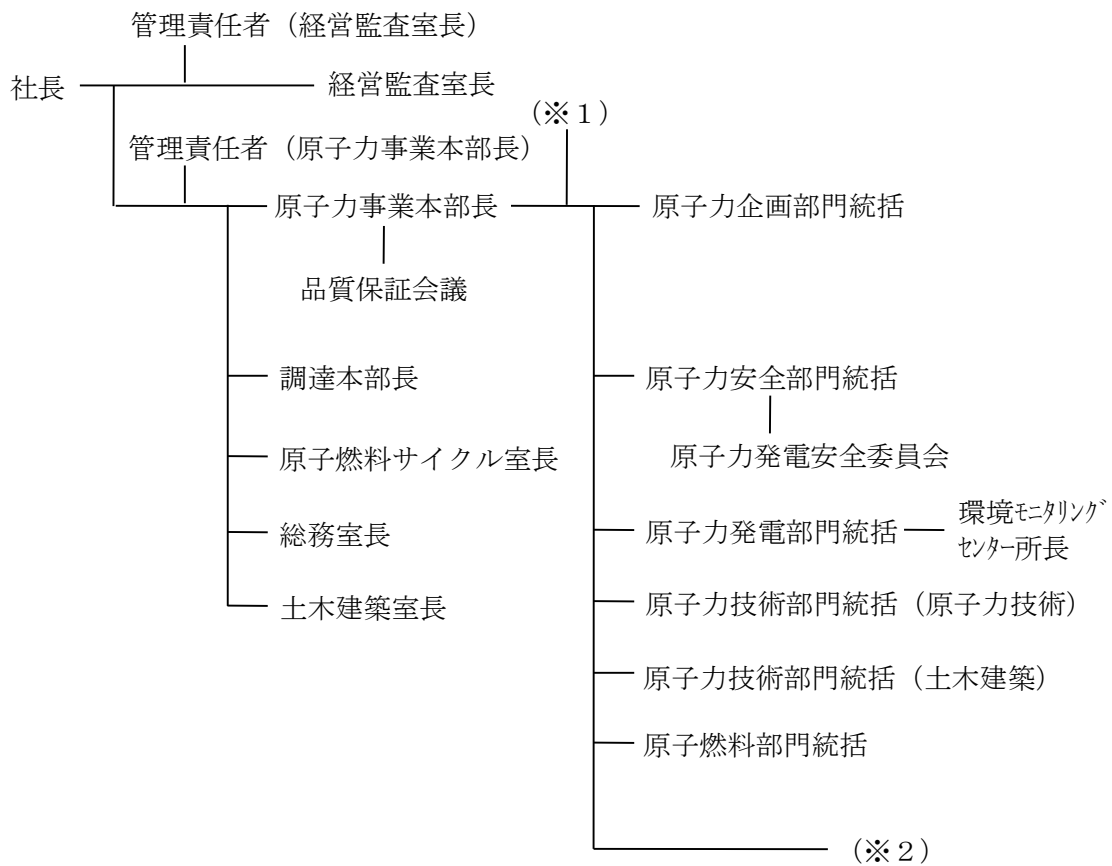 管理責任者（経営監査室長）
社長
経営監査室長
（※１）
管理責任者（原子力事業本部長）
原子力事業本部長
原子力企画部門統括
品質保証会議
調達本部長
原子力安全部門統括
原子燃料サイクル室長
原子力発電安全委員会
総務室長
原子力発電部門統括
環境ﾓﾆﾀﾘﾝｸﾞ
ｾﾝﾀｰ所長
土木建築室長
原子力技術部門統括（原子力技術）
原子力技術部門統括（土木建築）
原子燃料部門統括
（※２）